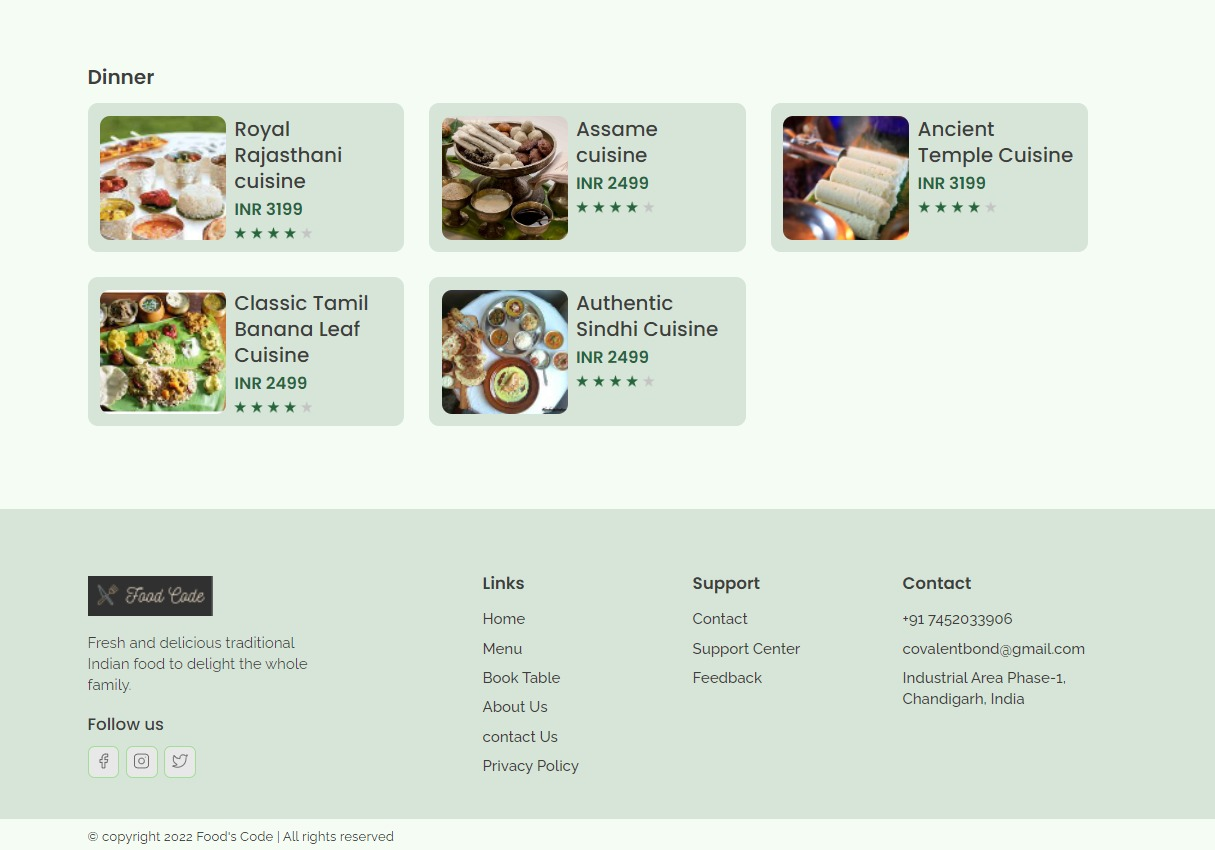 Dinner
Royal
Rajasthani
cuisine
INR 3199
Assame
cuisine
INR 2499
Ancient
Temple Cuisine
INR 3199
Classic Tamil
Banana Leaf
Cuisine
INR 2499
Authentic
Sindhi Cuisine
INR 2499
Food Code
Fresh and delicious traditional
Indian food to delight the whole
family.
Follow us
Links
Home
Menu
Book Table
About Us
contact Us
Privacy Policy
Support
Contact
Support Center
Feedback
Contact
+91 7452033906
covalentbond@gmail.com
Industrial Area Phase-1,
Chandigarh, India
© copyright 2022 Food's Code | All rights reserved